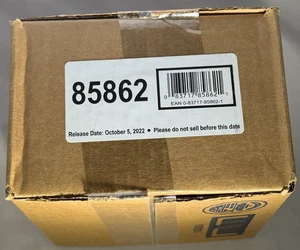 85862
0 83717 85862 1
EAN 0-83717-85862-1
Release Date: October 5, 2022 ● Please do not sell before this date